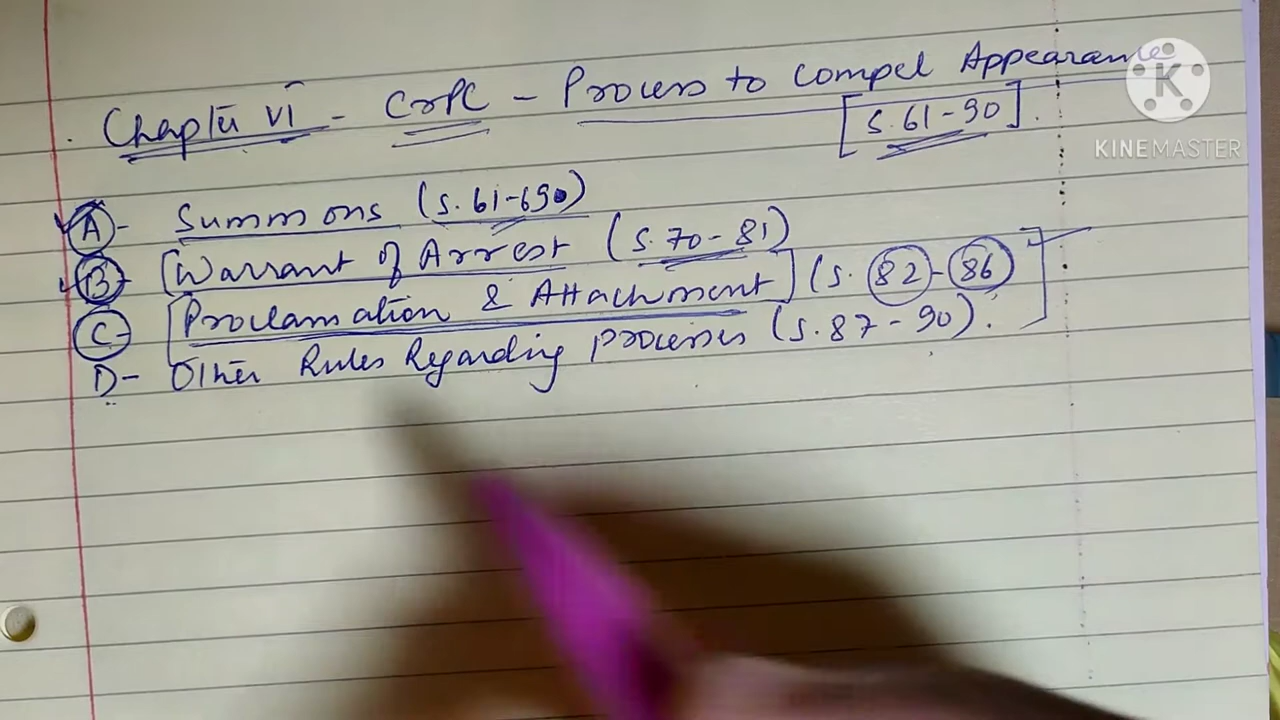 Chapter VI - CrPC - Process to Compel Appearance
[S. 61-90].
A- Summons (S. 61-69)
B- [Warrant of Arrest (S. 70-81)
C- [Proclamation & Attachment] (S. 82-86)]
D- Other Rules Regarding processes (S. 87-90).
K
KINEMASTER